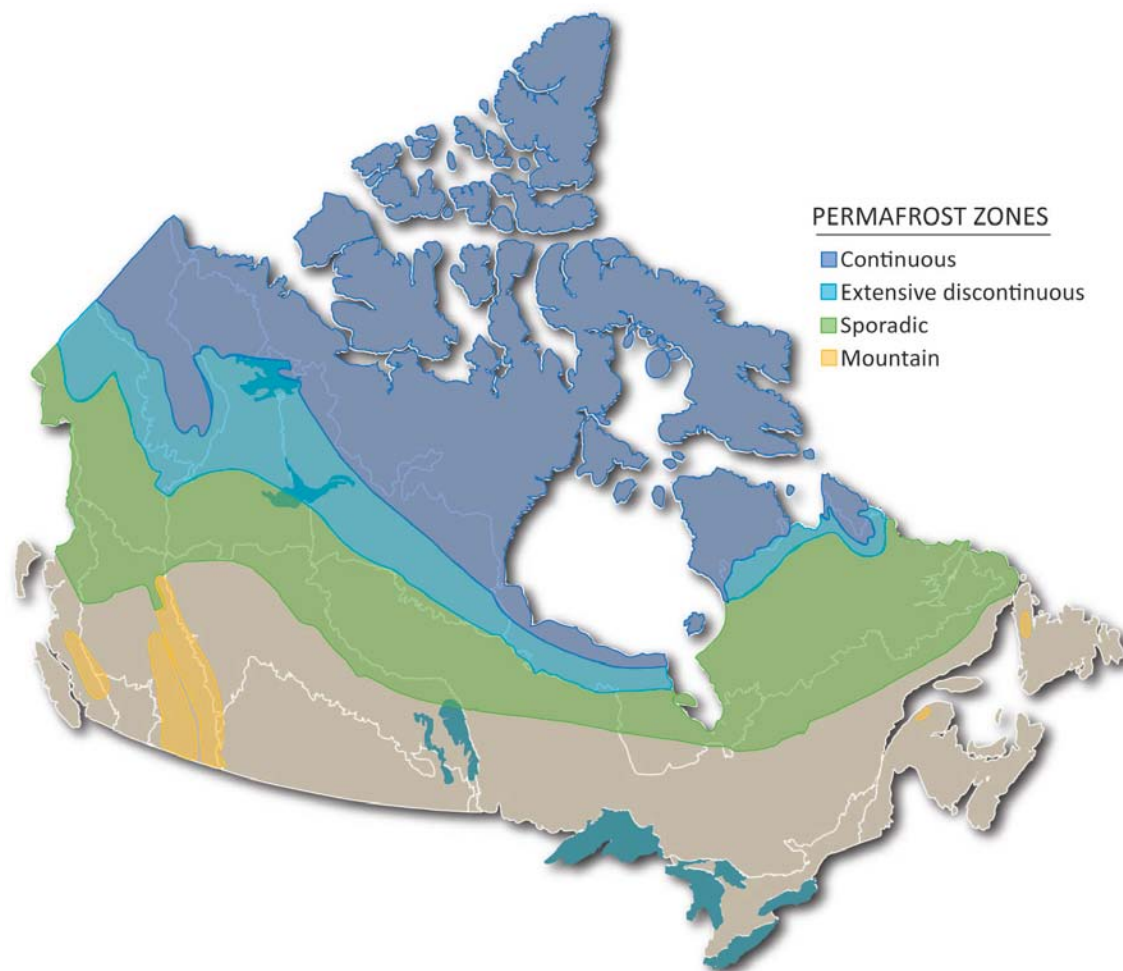 PERMAFROST ZONES
Continuous
Extensive discontinuous
Sporadic
Mountain